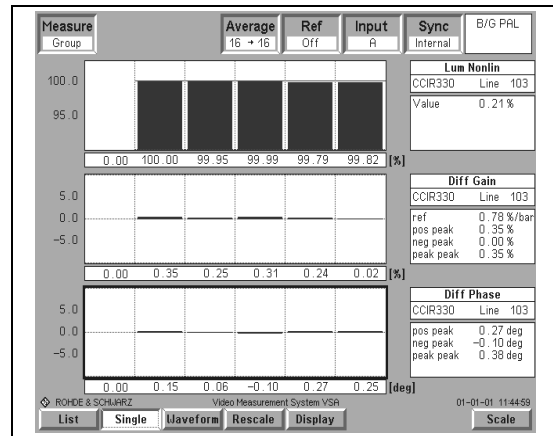 Measure Average Ref Input Sync B/G PAL
Group 16 → 16 Off A Internal
Lum Nonlin
CCIR330 Line 103
Value 0.21 %
100.0
95.0
0.00 100.00 99.95 99.99 99.79 99.82 [%]
Diff Gain
CCIR330 Line 103
ref 0.78 %/bar
pos peak 0.35 %
neg peak 0.00 %
peak peak 0.35 %
5.0
0.0
-5.0
0.00 0.35 0.25 0.31 0.24 0.02 [%]
Diff Phase
CCIR330 Line 103
pos peak 0.27 deg
neg peak -0.10 deg
peak peak 0.38 deg
5.0
0.0
-5.0
0.00 0.15 0.06 -0.10 0.27 0.25 [deg]
ROHDE & SCHWARZ Video Measurement System VSA 01-01-01 11:44:59
List Single Waveform Rescale Display Scale